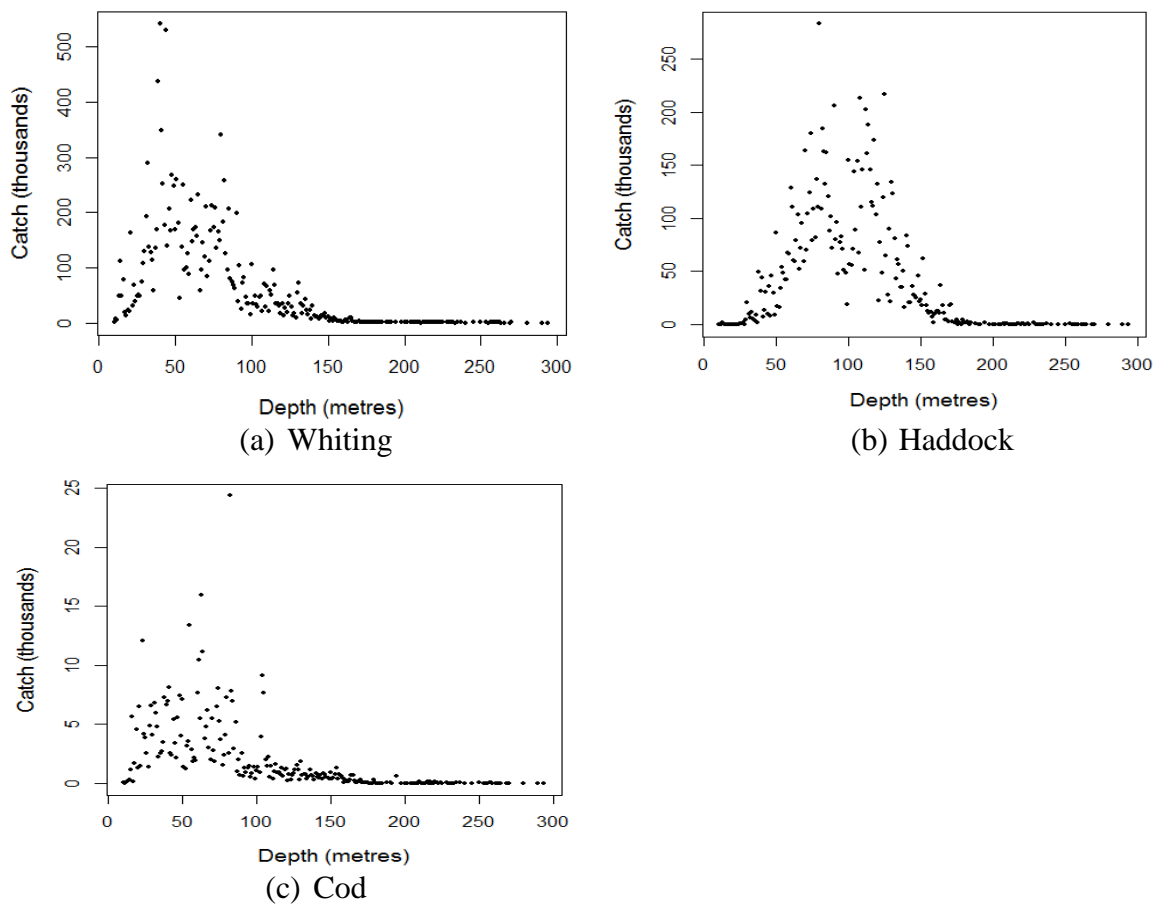 Catch (thousands)
500
400
300
200
100
0
0 50 100 150 200 250 300
Depth (metres)
(a) Whiting
Catch (thousands)
250
200
150
100
50
0
0 50 100 150 200 250 300
Depth (metres)
(b) Haddock
Catch (thousands)
25
20
15
10
5
0
0 50 100 150 200 250 300
Depth (metres)
(c) Cod